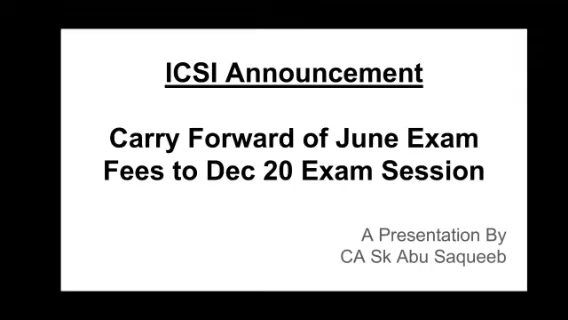 ICSI Announcement
Carry Forward of June Exam
Fees to Dec 20 Exam Session
A Presentation By
CA Sk Abu Saqueeb